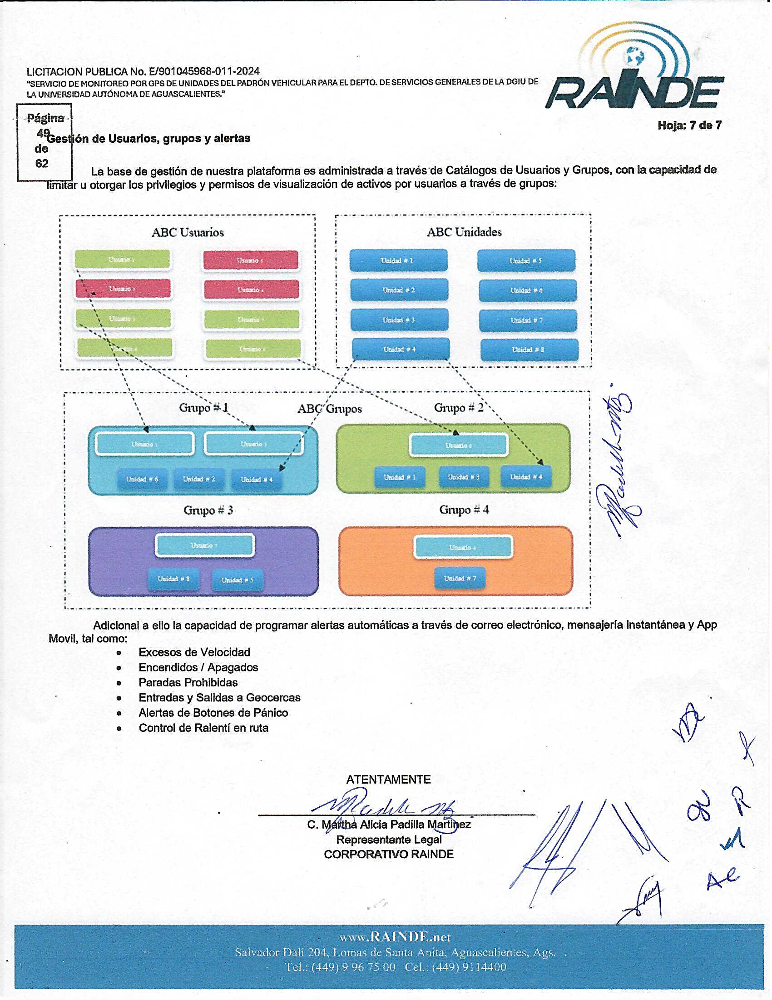 RAINDE
LICITACION PUBLICA No. E/901045968-011-2024
“SERVICIO DE MONITOREO POR GPS DE UNIDADES DEL PADRÓN VEHICULAR PARA EL DEPTO. DE SERVICIOS GENERALES DE LA DGIU DE
LA UNIVERSIDAD AUTÓNOMA DE AGUASCALIENTES.”
Página
49
de
62
Hoja: 7 de 7
Gestión de Usuarios, grupos y alertas
La base de gestión de nuestra plataforma es administrada a través de Catálogos de Usuarios y Grupos, con la capacidad de
limitar u otorgar los privilegios y permisos de visualización de activos por usuarios a través de grupos:
ABC Usuarios
Usuario 1
Usuario 5
Usuario 2
Usuario 6
Usuario 3
Usuario 7
Usuario 4
Usuario 8
ABC Unidades
Unidad # 1
Unidad # 5
Unidad # 2
Unidad # 6
Unidad # 3
Unidad # 7
Unidad # 4
Unidad # 8
ABC Grupos
Grupo # 1
Usuario 1
Usuario 3
Unidad # 6
Unidad # 2
Unidad # 4
Grupo # 2
Usuario 8
Unidad # 1
Unidad # 3
Unidad # 4
Grupo # 3
Usuario 7
Unidad # 8
Unidad # 5
Grupo # 4
Usuario 4
Unidad # 7
Adicional a ello la capacidad de programar alertas automáticas a través de correo electrónico, mensajería instantánea y App
Movil, tal como:
• Excesos de Velocidad
• Encendidos / Apagados
• Paradas Prohibidas
• Entradas y Salidas a Geocercas
• Alertas de Botones de Pánico
• Control de Ralentí en ruta
ATENTAMENTE
C. Martha Alicia Padilla Martinez
Representante Legal
CORPORATIVO RAINDE
www.RAINDE.net
Salvador Dalí 204, Lomas de Santa Anita, Aguascalientes, Ags.
Tel.: (449) 9 96 75 00 Cel.: (449) 9114400